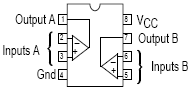 Output A 1 8 VCC
2 7 Output B
Inputs A
3 6
Inputs B
Gnd 4 5